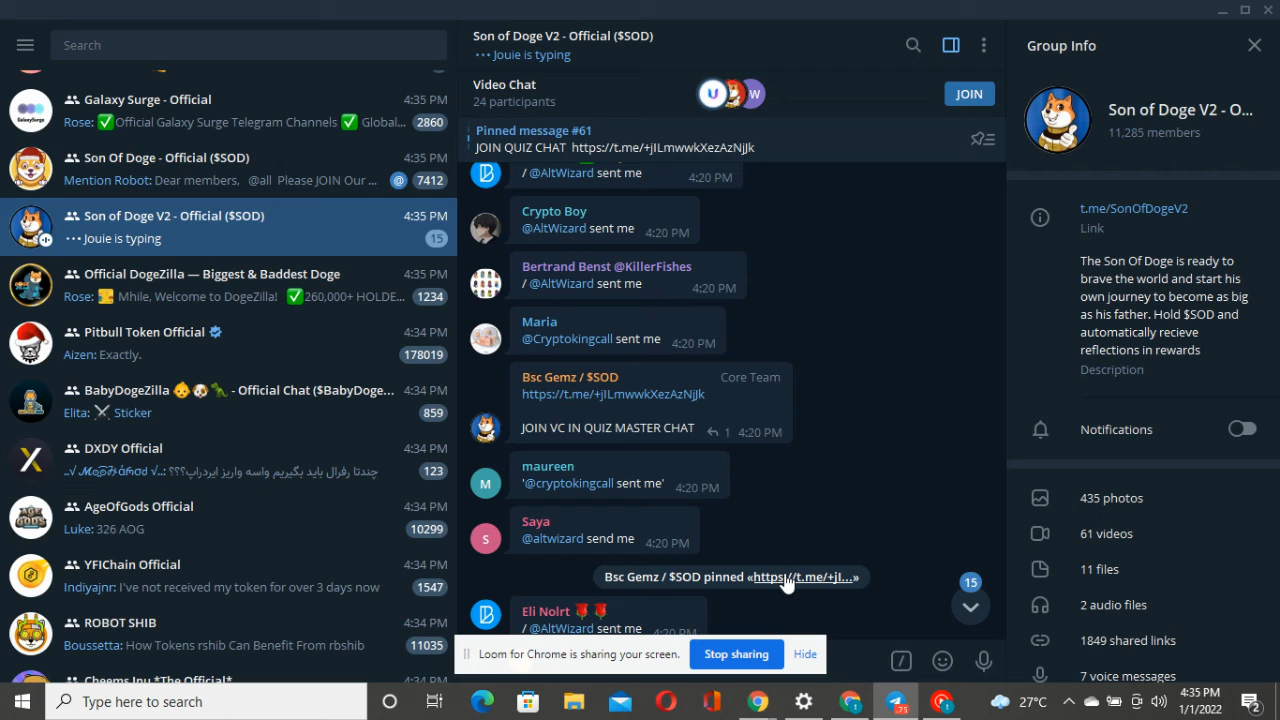 Search
Galaxy Surge - Official
4:35 PM
Rose: ✅Official Galaxy Surge Telegram Channels ✅ Global...
2860
Son Of Doge - Official ($SOD)
4:35 PM
Mention Robot: Dear members, @all Please JOIN Our ...
@
7412
Son of Doge V2 - Official ($SOD)
4:35 PM
Jouie is typing
15
Official DogeZilla — Biggest & Baddest Doge
4:35 PM
Rose: Mhile, Welcome to DogeZilla! ✅260,000+ HOLDE...
1234
Pitbull Token Official
4:34 PM
Aizen: Exactly.
178019
BabyDogeZilla 👶🐶🦖 - Official Chat ($BabyDoge...
4:34 PM
Elita: ⚔️ Sticker
859
DXDY Official
4:34 PM
چندتا رفرال باید بگیریم واسه واریز ایردراپ؟؟؟
123
AgeOfGods Official
4:34 PM
Luke: 326 AOG
10299
YFIChain Official
4:34 PM
Indiyajnr: I've not received my token for over 3 days now
1547
ROBOT SHIB
4:34 PM
Boussetta: How Tokens rshib Can Benefit From rbshib
11035
Cheems Inu *The Official*
4:34 PM
Son of Doge V2 - Official ($SOD)
Jouie is typing
Video Chat
24 participants
U
W
JOIN
Pinned message #61
JOIN QUIZ CHAT https://t.me/+jILmwwkXezAzNjJk
/ @AltWizard sent me
4:20 PM
Crypto Boy
@AltWizard sent me
4:20 PM
Bertrand Benst @KillerFishes
/ @AltWizard sent me
4:20 PM
Maria
@Cryptokingcall sent me
4:20 PM
Bsc Gemz / $SOD
Core Team
https://t.me/+jILmwwkXezAzNjJk
JOIN VC IN QUIZ MASTER CHAT
1 4:20 PM
M
maureen
'@cryptokingcall sent me'
4:20 PM
S
Saya
@altwizard send me
4:20 PM
Bsc Gemz / $SOD pinned «https://t.me/+jI...»
15
Eli Nolrt 🌹🌹
/ @AltWizard sent me
4:20 PM
Loom for Chrome is sharing your screen.
Stop sharing
Hide
Group Info
Son of Doge V2 - O...
11,285 members
t.me/SonOfDogeV2
Link
The Son Of Doge is ready to
brave the world and start his
own journey to become as big
as his father. Hold $SOD and
automatically recieve
reflections in rewards
Description
Notifications
435 photos
61 videos
11 files
2 audio files
1849 shared links
7 voice messages
Type here to search
27°C
4:35 PM
1/1/2022
2